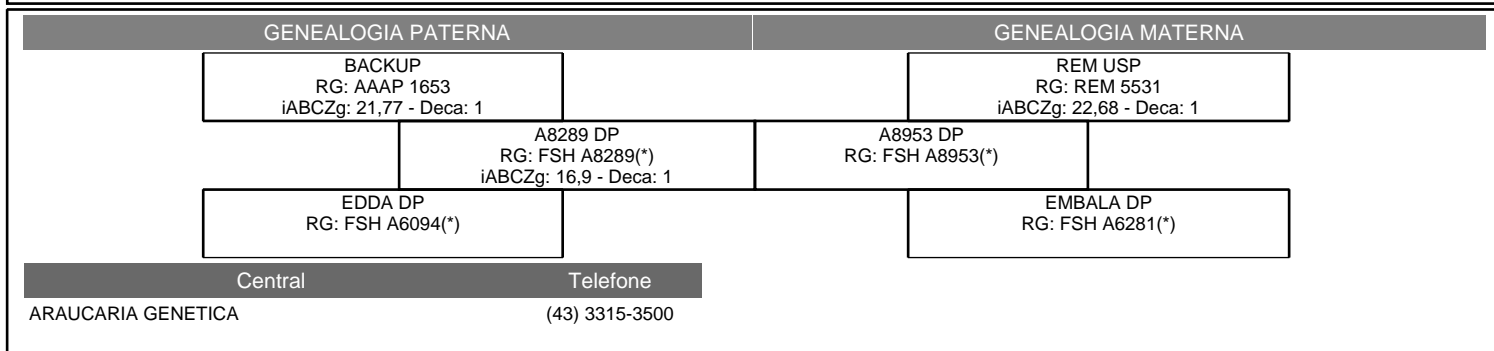 GENEALOGIA PATERNA
GENEALOGIA MATERNA
BACKUP
RG: AAAP 1653
iABCZg: 21,77 - Deca: 1
REM USP
RG: REM 5531
iABCZg: 22,68 - Deca: 1
A8289 DP
RG: FSH A8289(*)
iABCZg: 16,9 - Deca: 1
A8953 DP
RG: FSH A8953(*)
EDDA DP
RG: FSH A6094(*)
EMBALA DP
RG: FSH A6281(*)
Central Telefone
ARAUCARIA GENETICA (43) 3315-3500